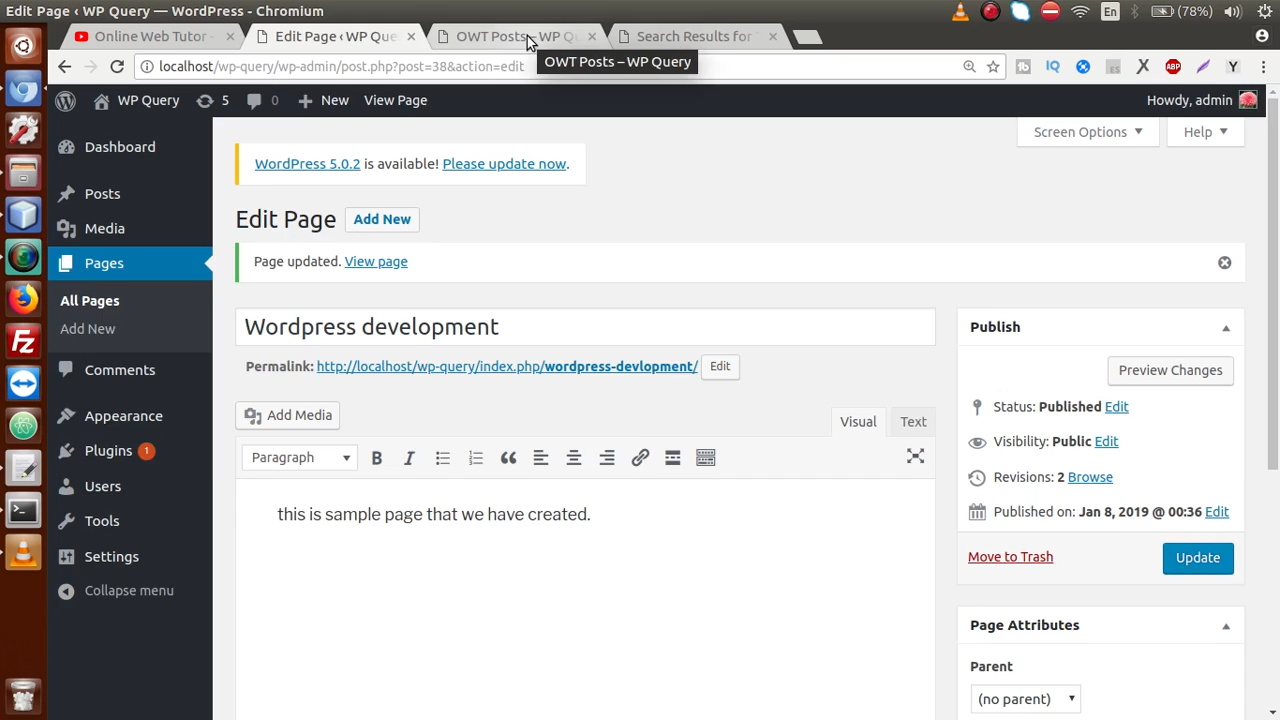 Edit Page ‹ WP Query — WordPress - Chromium
En
(78%)
Online Web Tutor -
Edit Page ‹ WP Que
OWT Posts – WP Q
Search Results for
OWT Posts – WP Query
localhost/wp-query/wp-admin/post.php?post=38&action=edit
IQ
ABP
Y
WP Query
5
0
New
View Page
Howdy, admin
Dashboard
Posts
Media
Pages
All Pages
Add New
Comments
Appearance
Plugins 1
Users
Tools
Settings
Collapse menu
Screen Options
Help
WordPress 5.0.2 is available! Please update now.
Edit Page
Add New
Page updated. View page
Wordpress development
Permalink: http://localhost/wp-query/index.php/wordpress-devlopment/ Edit
Add Media
Visual
Text
Paragraph
B I
this is sample page that we have created.
Publish
Preview Changes
Status: Published Edit
Visibility: Public Edit
Revisions: 2 Browse
Published on: Jan 8, 2019 @ 00:36 Edit
Move to Trash
Update
Page Attributes
Parent
(no parent)